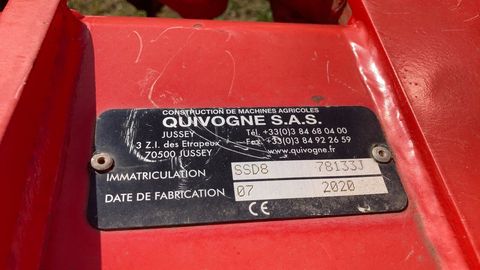 CONSTRUCTION DE MACHINES AGRICOLES
QUIVOGNE S.A.S.
JUSSEY
3 Z.I. des Etrapeux
70500 JUSSEY
Tél. +33(0)3 84 68 04 00
Fax. +33(0)3 84 92 26 59
www.quivogne.fr
IMMATRICULATION SSD8 78133J
DATE DE FABRICATION 07 2020
CE